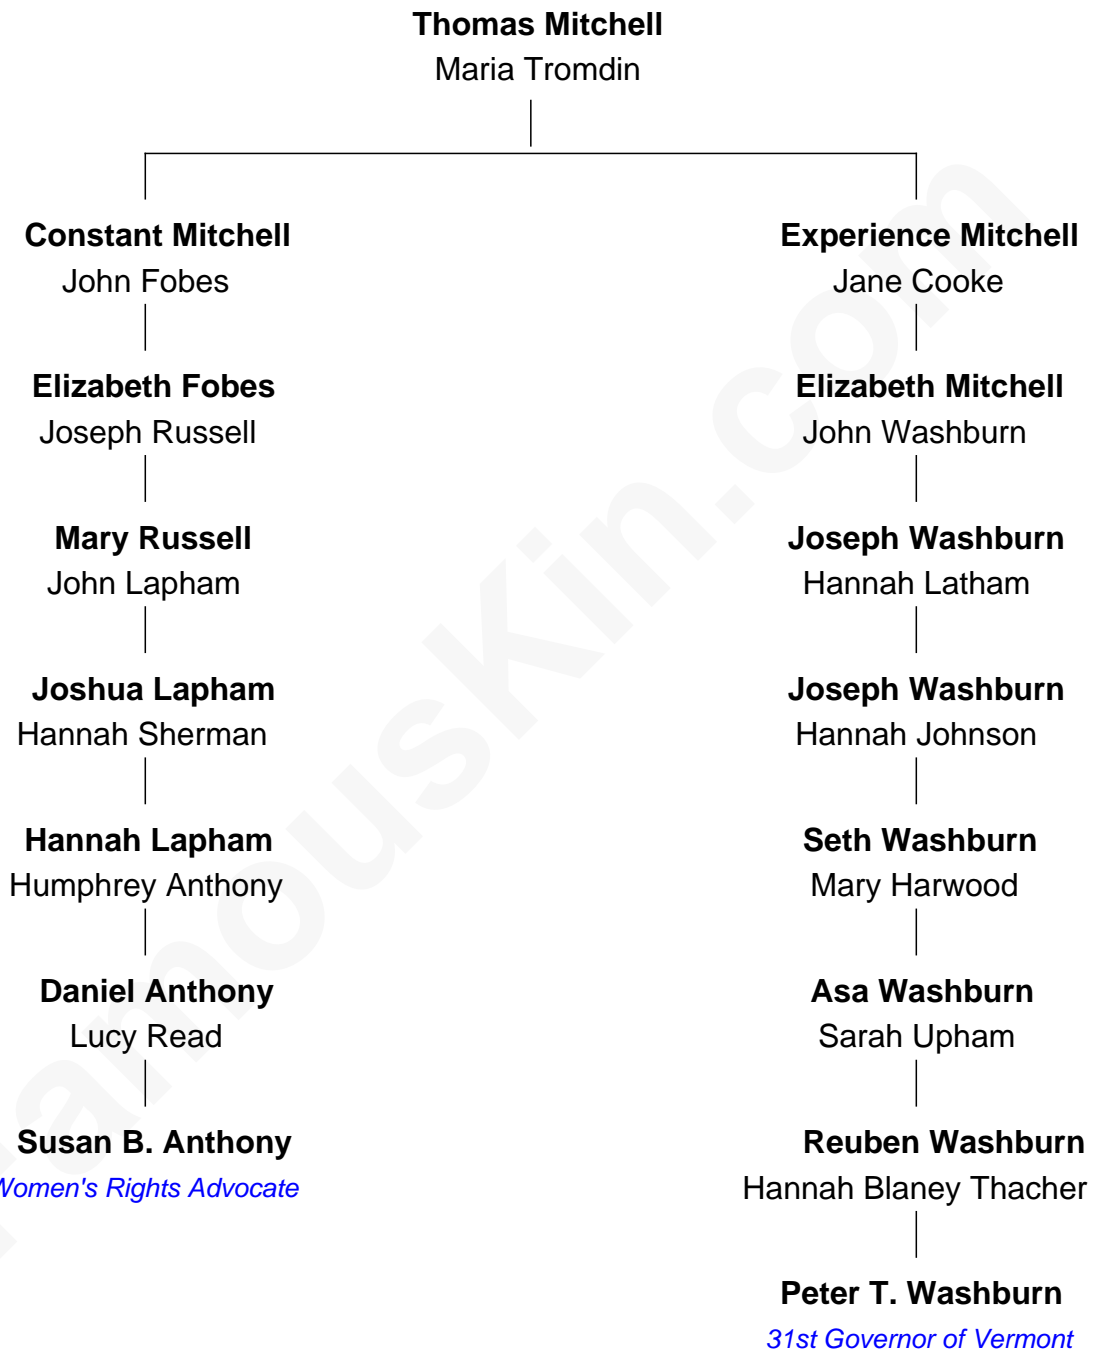 Thomas Mitchell
Maria Tromdin
Constant Mitchell
John Fobes
Experience Mitchell
Jane Cooke
Elizabeth Fobes
Joseph Russell
Elizabeth Mitchell
John Washburn
Mary Russell
John Lapham
Joseph Washburn
Hannah Latham
Joshua Lapham
Hannah Sherman
Joseph Washburn
Hannah Johnson
Hannah Lapham
Humphrey Anthony
Seth Washburn
Mary Harwood
Daniel Anthony
Lucy Read
Asa Washburn
Sarah Upham
Susan B. Anthony
Women's Rights Advocate
Reuben Washburn
Hannah Blaney Thacher
Peter T. Washburn
31st Governor of Vermont
FamousKin.com